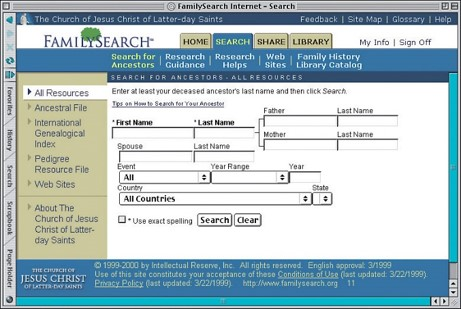 FamilySearch Internet - Search
The Church of Jesus Christ of Latter-day Saints
Feedback | Site Map | Glossary | Help
FAMILYSEARCH
HOME SEARCH SHARE LIBRARY
My Info | Sign Off
Search for Ancestors | Research Guidance | Research Helps | Web Sites | Family History Library Catalog
SEARCH FOR ANCESTORS - ALL RESOURCES
Favorites
History
Search
Scrapbook
Page Holder
All Resources
Ancestral File
International
Genealogical
Index
Pedigree
Resource File
Web Sites
About The
Church of Jesus
Christ of Latter-
day Saints
Enter at least your deceased ancestor's last name and then click Search.
Tips on How to Search for Your Ancestor
Father Last Name
* First Name * Last Name
Mother Last Name
Spouse Last Name
Event Year Range Year
All
Country State
All Countries
* Use exact spelling Search Clear
THE CHURCH OF
JESUS CHRIST
OF LATTER-DAY SAINTS
© 1999-2000 by Intellectual Reserve, Inc. All rights reserved. English approval: 3/1999
Use of this site constitutes your acceptance of these Conditions of Use (last updated: 3/22/1999).
Privacy Policy (last updated: 3/22/1999). http://www.familysearch.org 11